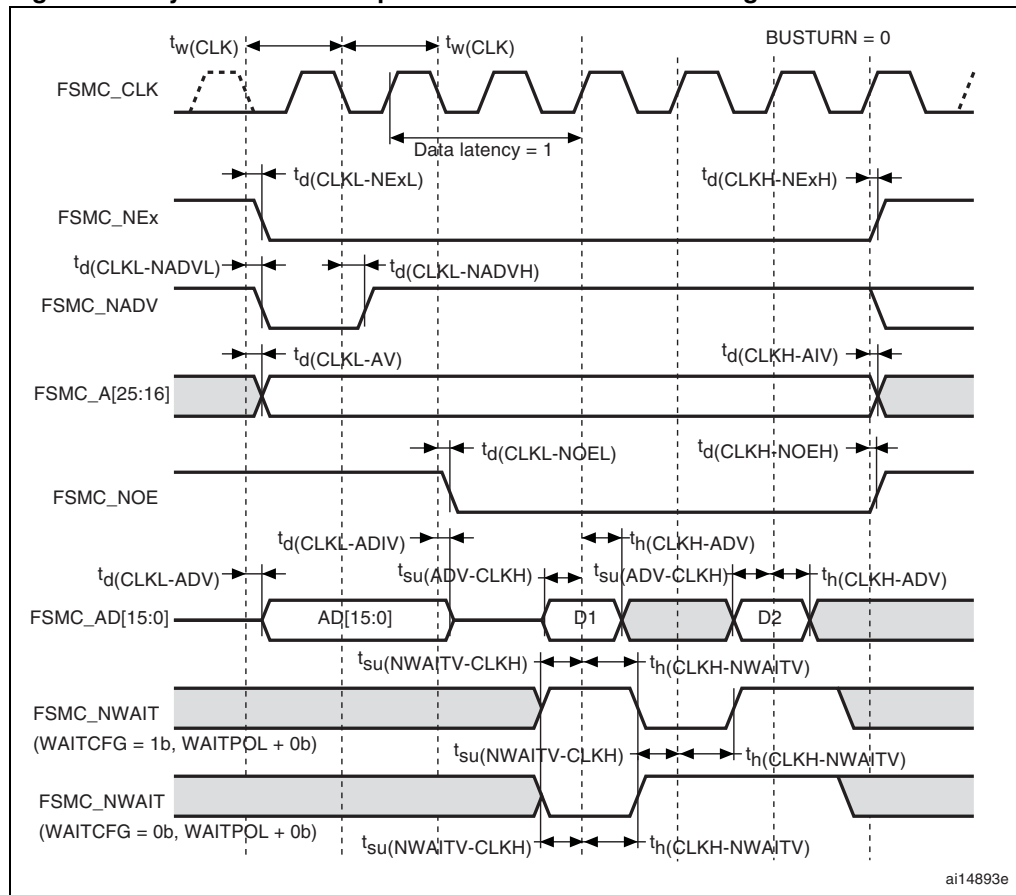 tw(CLK)
BUSTURN = 0
FSMC_CLK
Data latency = 1
td(CLKL-NExL)
td(CLKH-NExH)
FSMC_NEx
td(CLKL-NADVL)
td(CLKL-NADVH)
FSMC_NADV
td(CLKL-AV)
td(CLKH-AIV)
FSMC_A[25:16]
td(CLKL-NOEL)
td(CLKH-NOEH)
FSMC_NOE
td(CLKL-ADIV)
th(CLKH-ADV)
td(CLKL-ADV)
tsu(ADV-CLKH)
tsu(ADV-CLKH)
th(CLKH-ADV)
FSMC_AD[15:0]
AD[15:0]
D1
D2
tsu(NWAITV-CLKH)
th(CLKH-NWAITV)
FSMC_NWAIT
(WAITCFG = 1b, WAITPOL + 0b)
tsu(NWAITV-CLKH)
th(CLKH-NWAITV)
FSMC_NWAIT
(WAITCFG = 0b, WAITPOL + 0b)
tsu(NWAITV-CLKH)
th(CLKH-NWAITV)
ai14893e